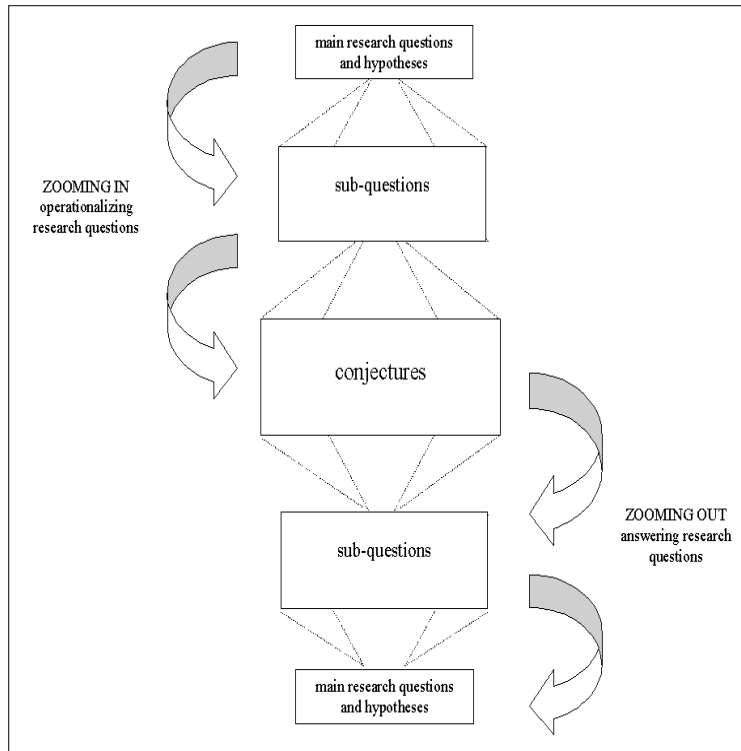 main research questions
and hypotheses
sub-questions
ZOOMING IN
operationalizing
research questions
conjectures
ZOOMING OUT
answering research
questions
sub-questions
main research questions
and hypotheses